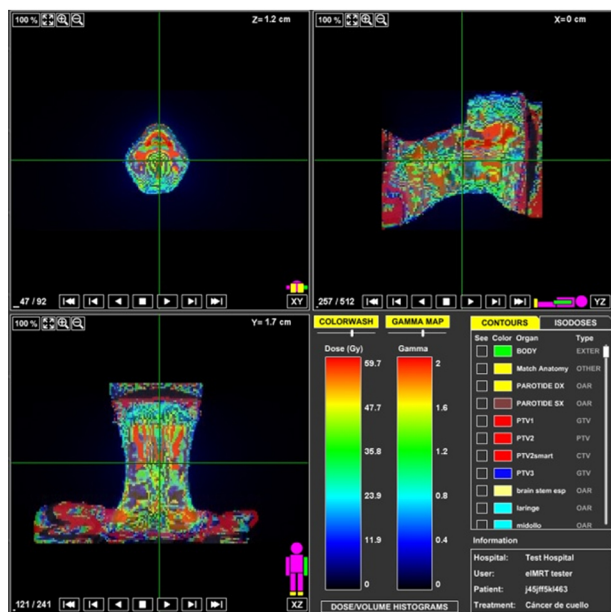 100 %
Z= 1.2 cm
_47 / 92
XY
100 %
X=0 cm
257 / 512
YZ
100 %
Y= 1.7 cm
121 / 241
XZ
COLORWASH GAMMA MAP
Dose (Gy) Gamma
59.7 2
47.7 1.6
35.8 1.2
23.9 0.8
11.9 0.4
0 0
DOSE/VOLUME HISTOGRAMS
CONTOURS ISODOSES
See Color Organ Type
BODY EXTER
Match Anatomy OTHER
PAROTIDE DX OAR
PAROTIDE SX OAR
PTV1 GTV
PTV2 PTV
PTV2smart CTV
PTV3 GTV
brain stem esp OAR
laringe OAR
midollo OAR
Information
Hospital: Test Hospital
User: eIMRT tester
Patient: j45jff5kl463
Treatment: Cáncer de cuello